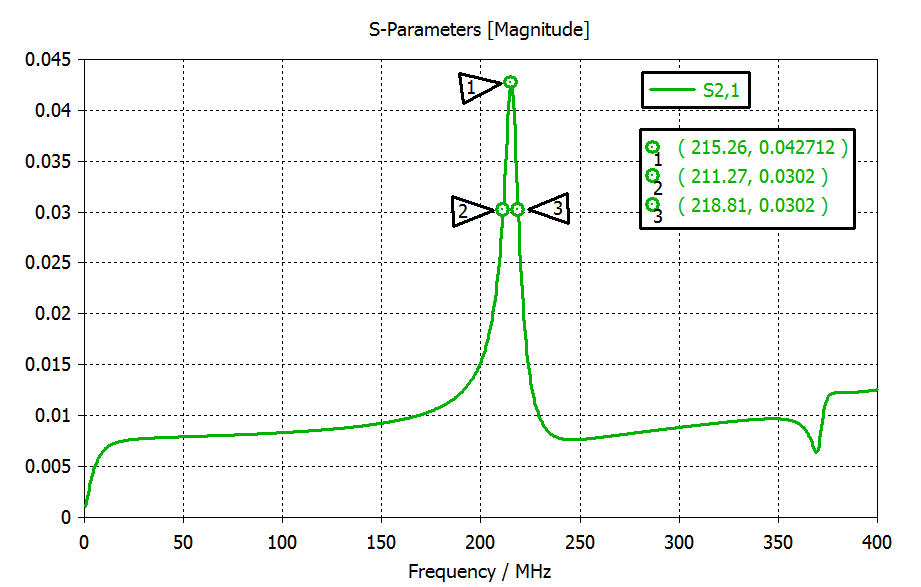 S-Parameters [Magnitude]
0.045
0.04
0.035
0.03
0.025
0.02
0.015
0.01
0.005
0
0 50 100 150 200 250 300 350 400
Frequency / MHz
S2,1
1 ( 215.26, 0.042712 )
2 ( 211.27, 0.0302 )
3 ( 218.81, 0.0302 )
1
2
3